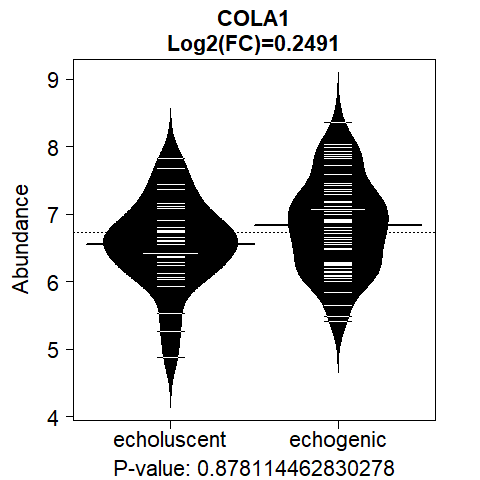 COLA1
Log2(FC)=0.2491
Abundance
9
8
7
6
5
4
echoluscent echogenic
P-value: 0.878114462830278